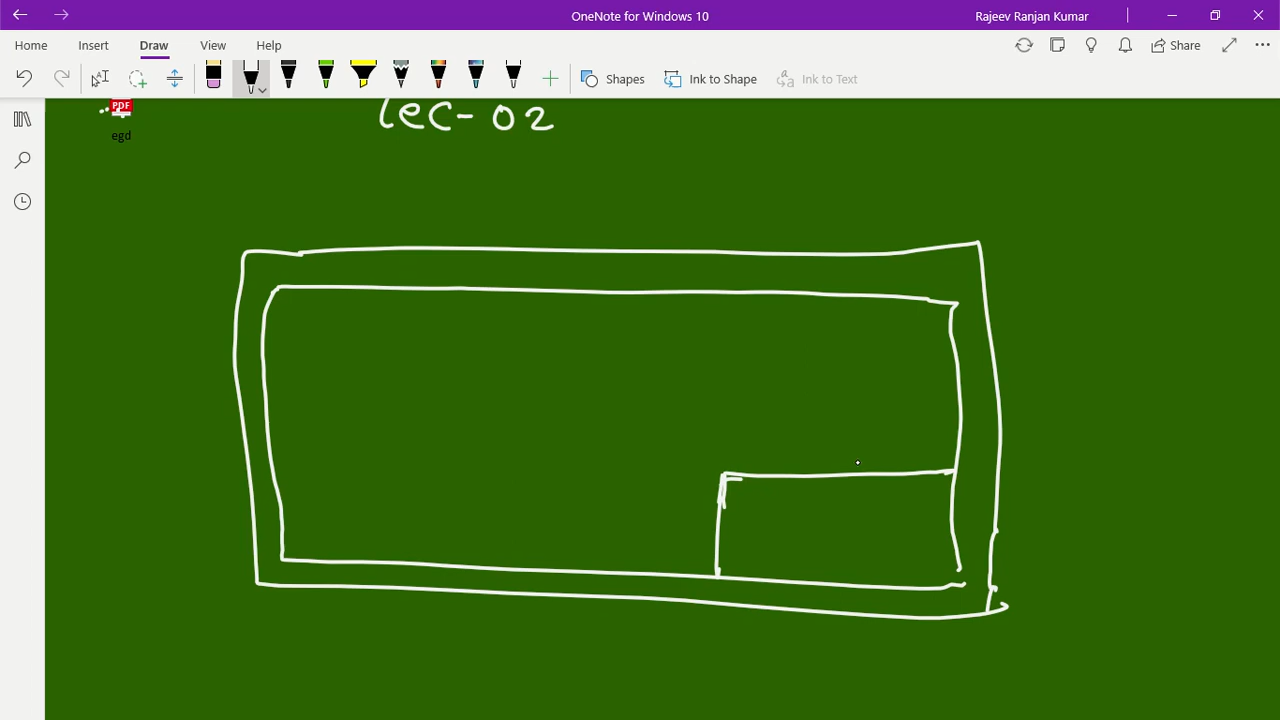 OneNote for Windows 10
Rajeev Ranjan Kumar
Home Insert Draw View Help
Share
Shapes
Ink to Shape
Ink to Text
PDF
egd
lec-02